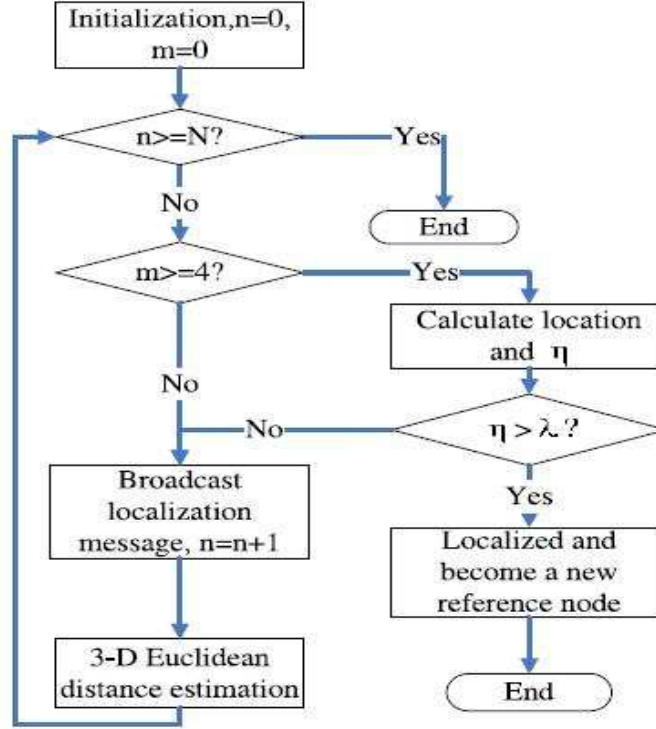 Initialization,n=0,
m=0
n>=N?
Yes
No
End
m>=4?
Yes
Calculate location
and η
No
No
η > λ ?
Broadcast
localization
message, n=n+1
Yes
Localized and
become a new
reference node
3-D Euclidean
distance estimation
End